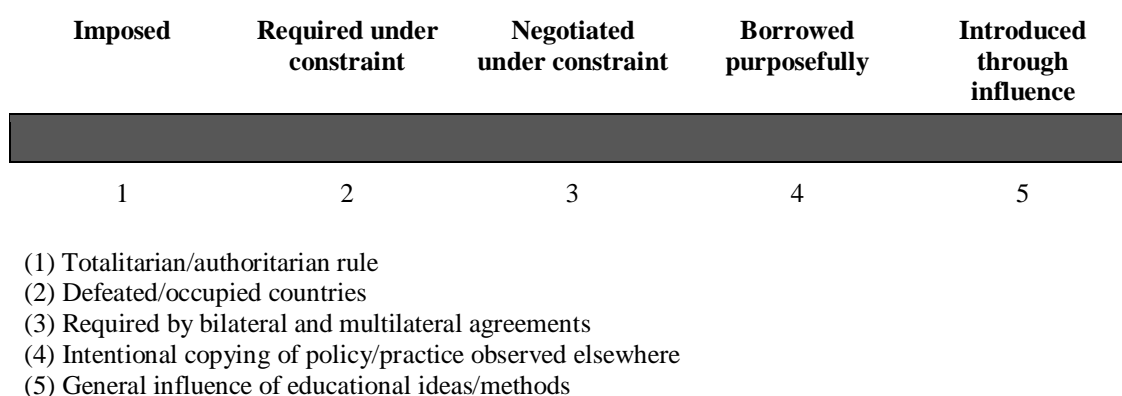 Imposed Required under Negotiated Borrowed Introduced
constraint under constraint purposefully through
influence
1 2 3 4 5
(1) Totalitarian/authoritarian rule
(2) Defeated/occupied countries
(3) Required by bilateral and multilateral agreements
(4) Intentional copying of policy/practice observed elsewhere
(5) General influence of educational ideas/methods